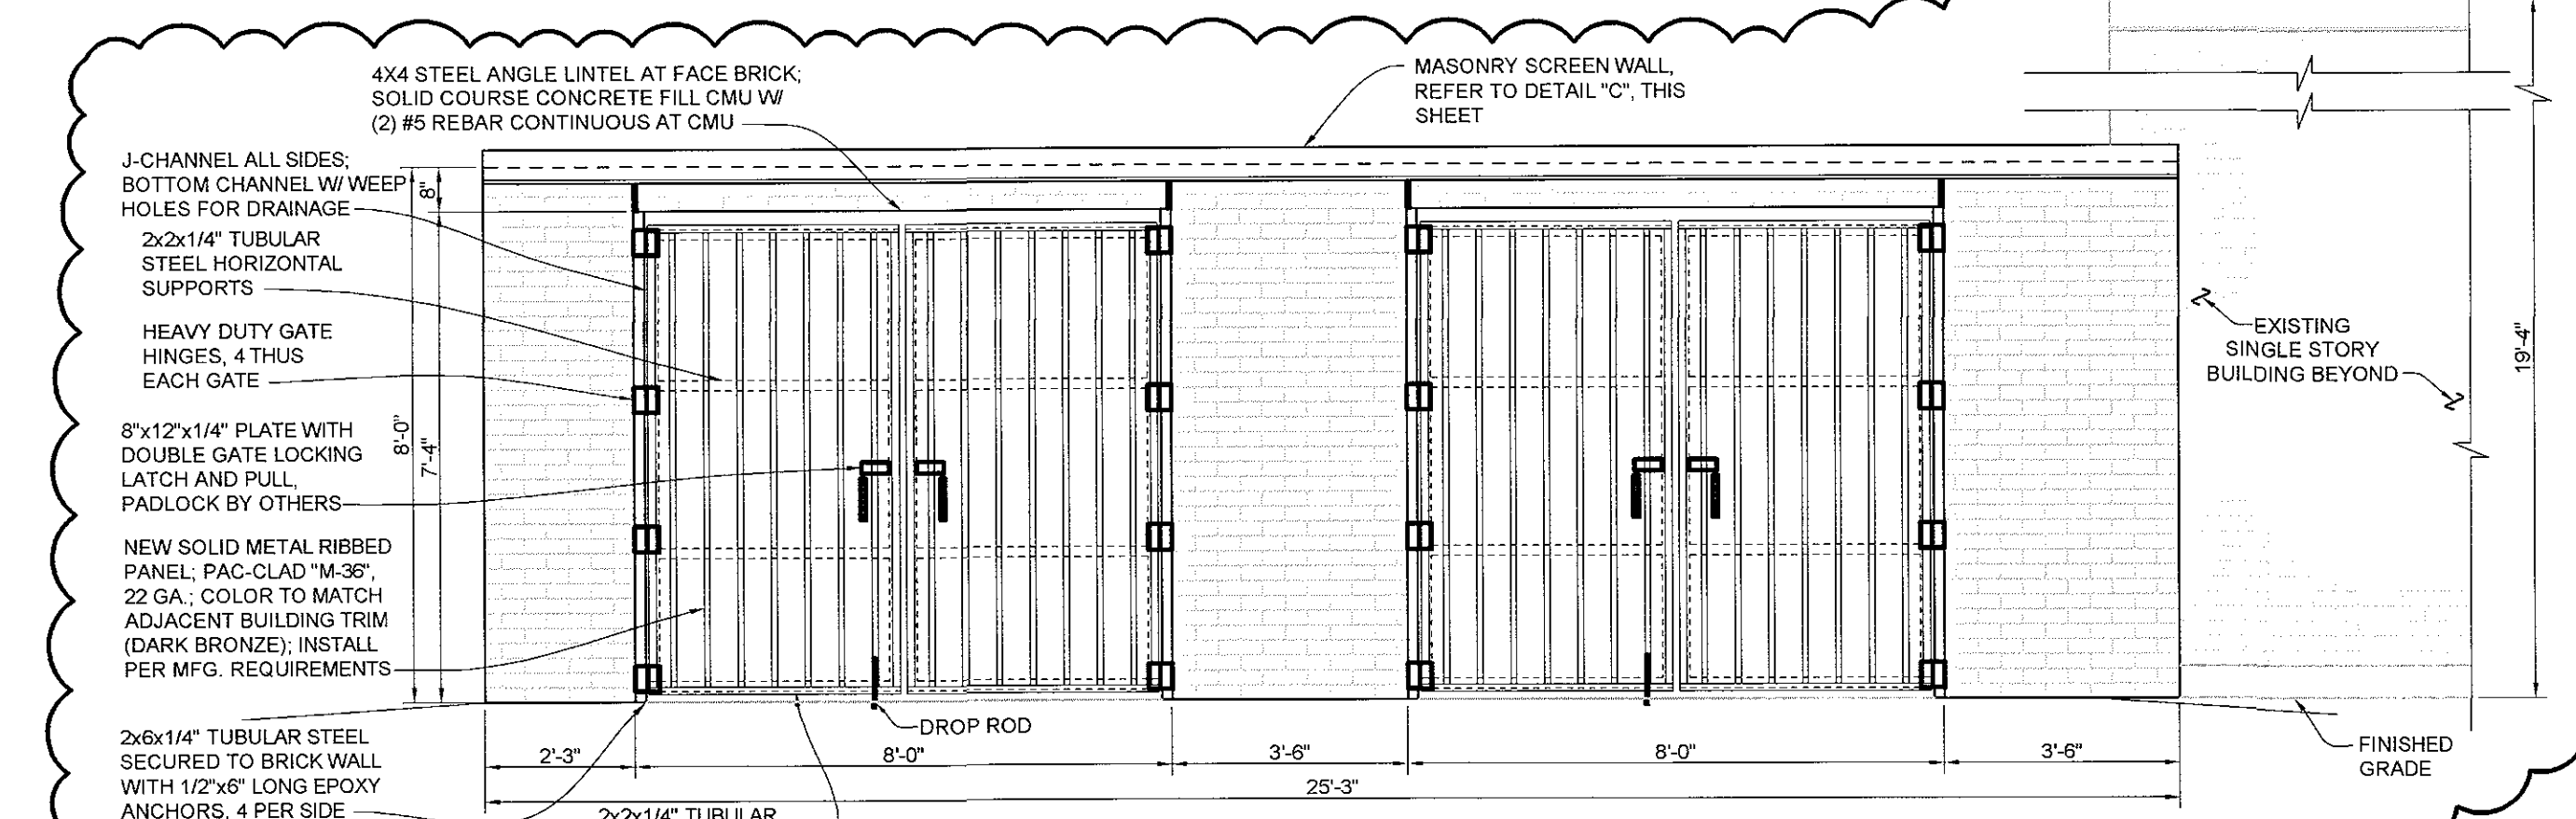 4X4 STEEL ANGLE LINTEL AT FACE BRICK;
SOLID COURSE CONCRETE FILL CMU W/
(2) #5 REBAR CONTINUOUS AT CMU
MASONRY SCREEN WALL,
REFER TO DETAIL "C", THIS
SHEET
J-CHANNEL ALL SIDES;
BOTTOM CHANNEL W/ WEEP
HOLES FOR DRAINAGE
8"
2x2x1/4" TUBULAR
STEEL HORIZONTAL
SUPPORTS
HEAVY DUTY GATE
HINGES, 4 THUS
EACH GATE
8"x12"x1/4" PLATE WITH
DOUBLE GATE LOCKING
LATCH AND PULL,
PADLOCK BY OTHERS
8'-0"
7'-4"
NEW SOLID METAL RIBBED
PANEL; PAC-CLAD "M-36",
22 GA.; COLOR TO MATCH
ADJACENT BUILDING TRIM
(DARK BRONZE); INSTALL
PER MFG. REQUIREMENTS
2x6x1/4" TUBULAR STEEL
SECURED TO BRICK WALL
WITH 1/2"x6" LONG EPOXY
ANCHORS, 4 PER SIDE
EXISTING
SINGLE STORY
BUILDING BEYOND
19'-4"
DROP ROD
2'-3"
8'-0"
3'-6"
8'-0"
3'-6"
25'-3"
FINISHED
GRADE
2x2x1/4" TUBULAR